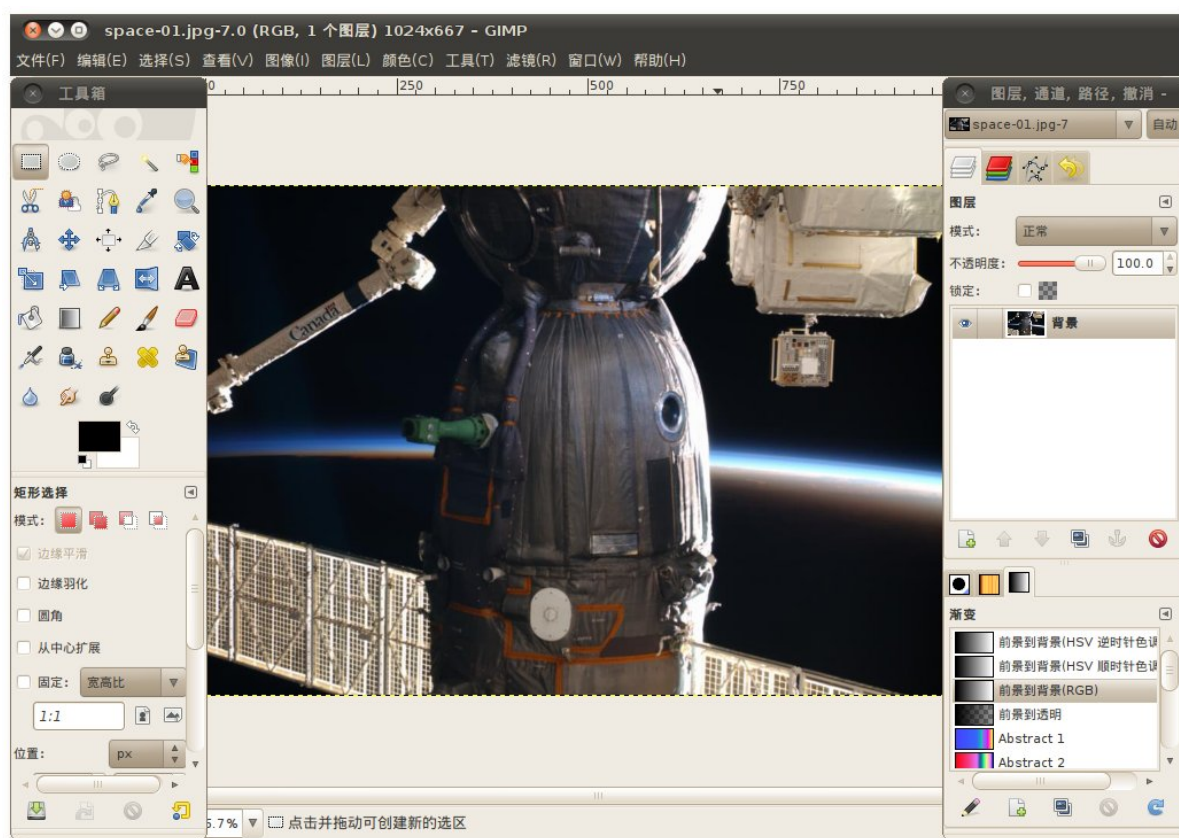 space-01.jpg-7.0 (RGB, 1 个图层) 1024x667 – GIMP
文件(F) 编辑(E) 选择(S) 查看(V) 图像(I) 图层(L) 颜色(C) 工具(T) 滤镜(R) 窗口(W) 帮助(H)
工具箱
0 250 500 750
图层, 通道, 路径, 撤消 -
space-01.jpg-7
自动
图层
模式: 正常
不透明度: 100.0
锁定:
背景
Canada
矩形选择
模式:
边缘平滑
边缘羽化
圆角
从中心扩展
固定: 宽高比
1:1
位置: px
渐变
前景到背景(HSV 逆时针色调
前景到背景(HSV 顺时针色调
前景到背景(RGB)
前景到透明
Abstract 1
Abstract 2
5.7% 点击并拖动可创建新的选区